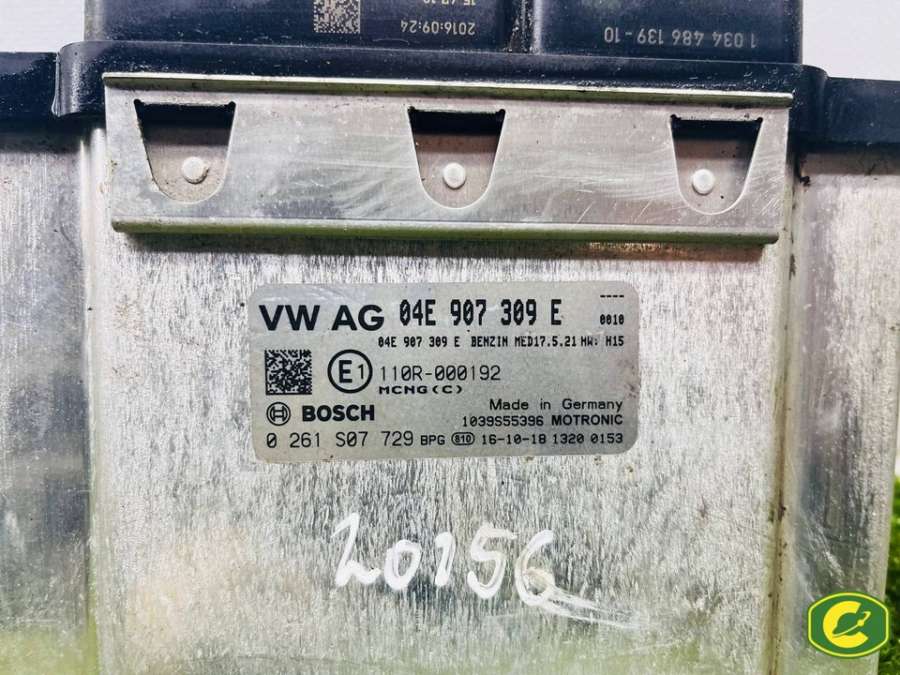 2016-09-24
1 034 486 139-10
VW AG 04E 907 309 E
----
0010
04E 907 309 E BENZIN MED17.5.21 HW: H15
E1 110R-000192
MCNG(C)
BOSCH
Made in Germany
1039S55396 MOTRONIC
0 261 S07 729 BPG 810 16-10-18 1320 0153
20156